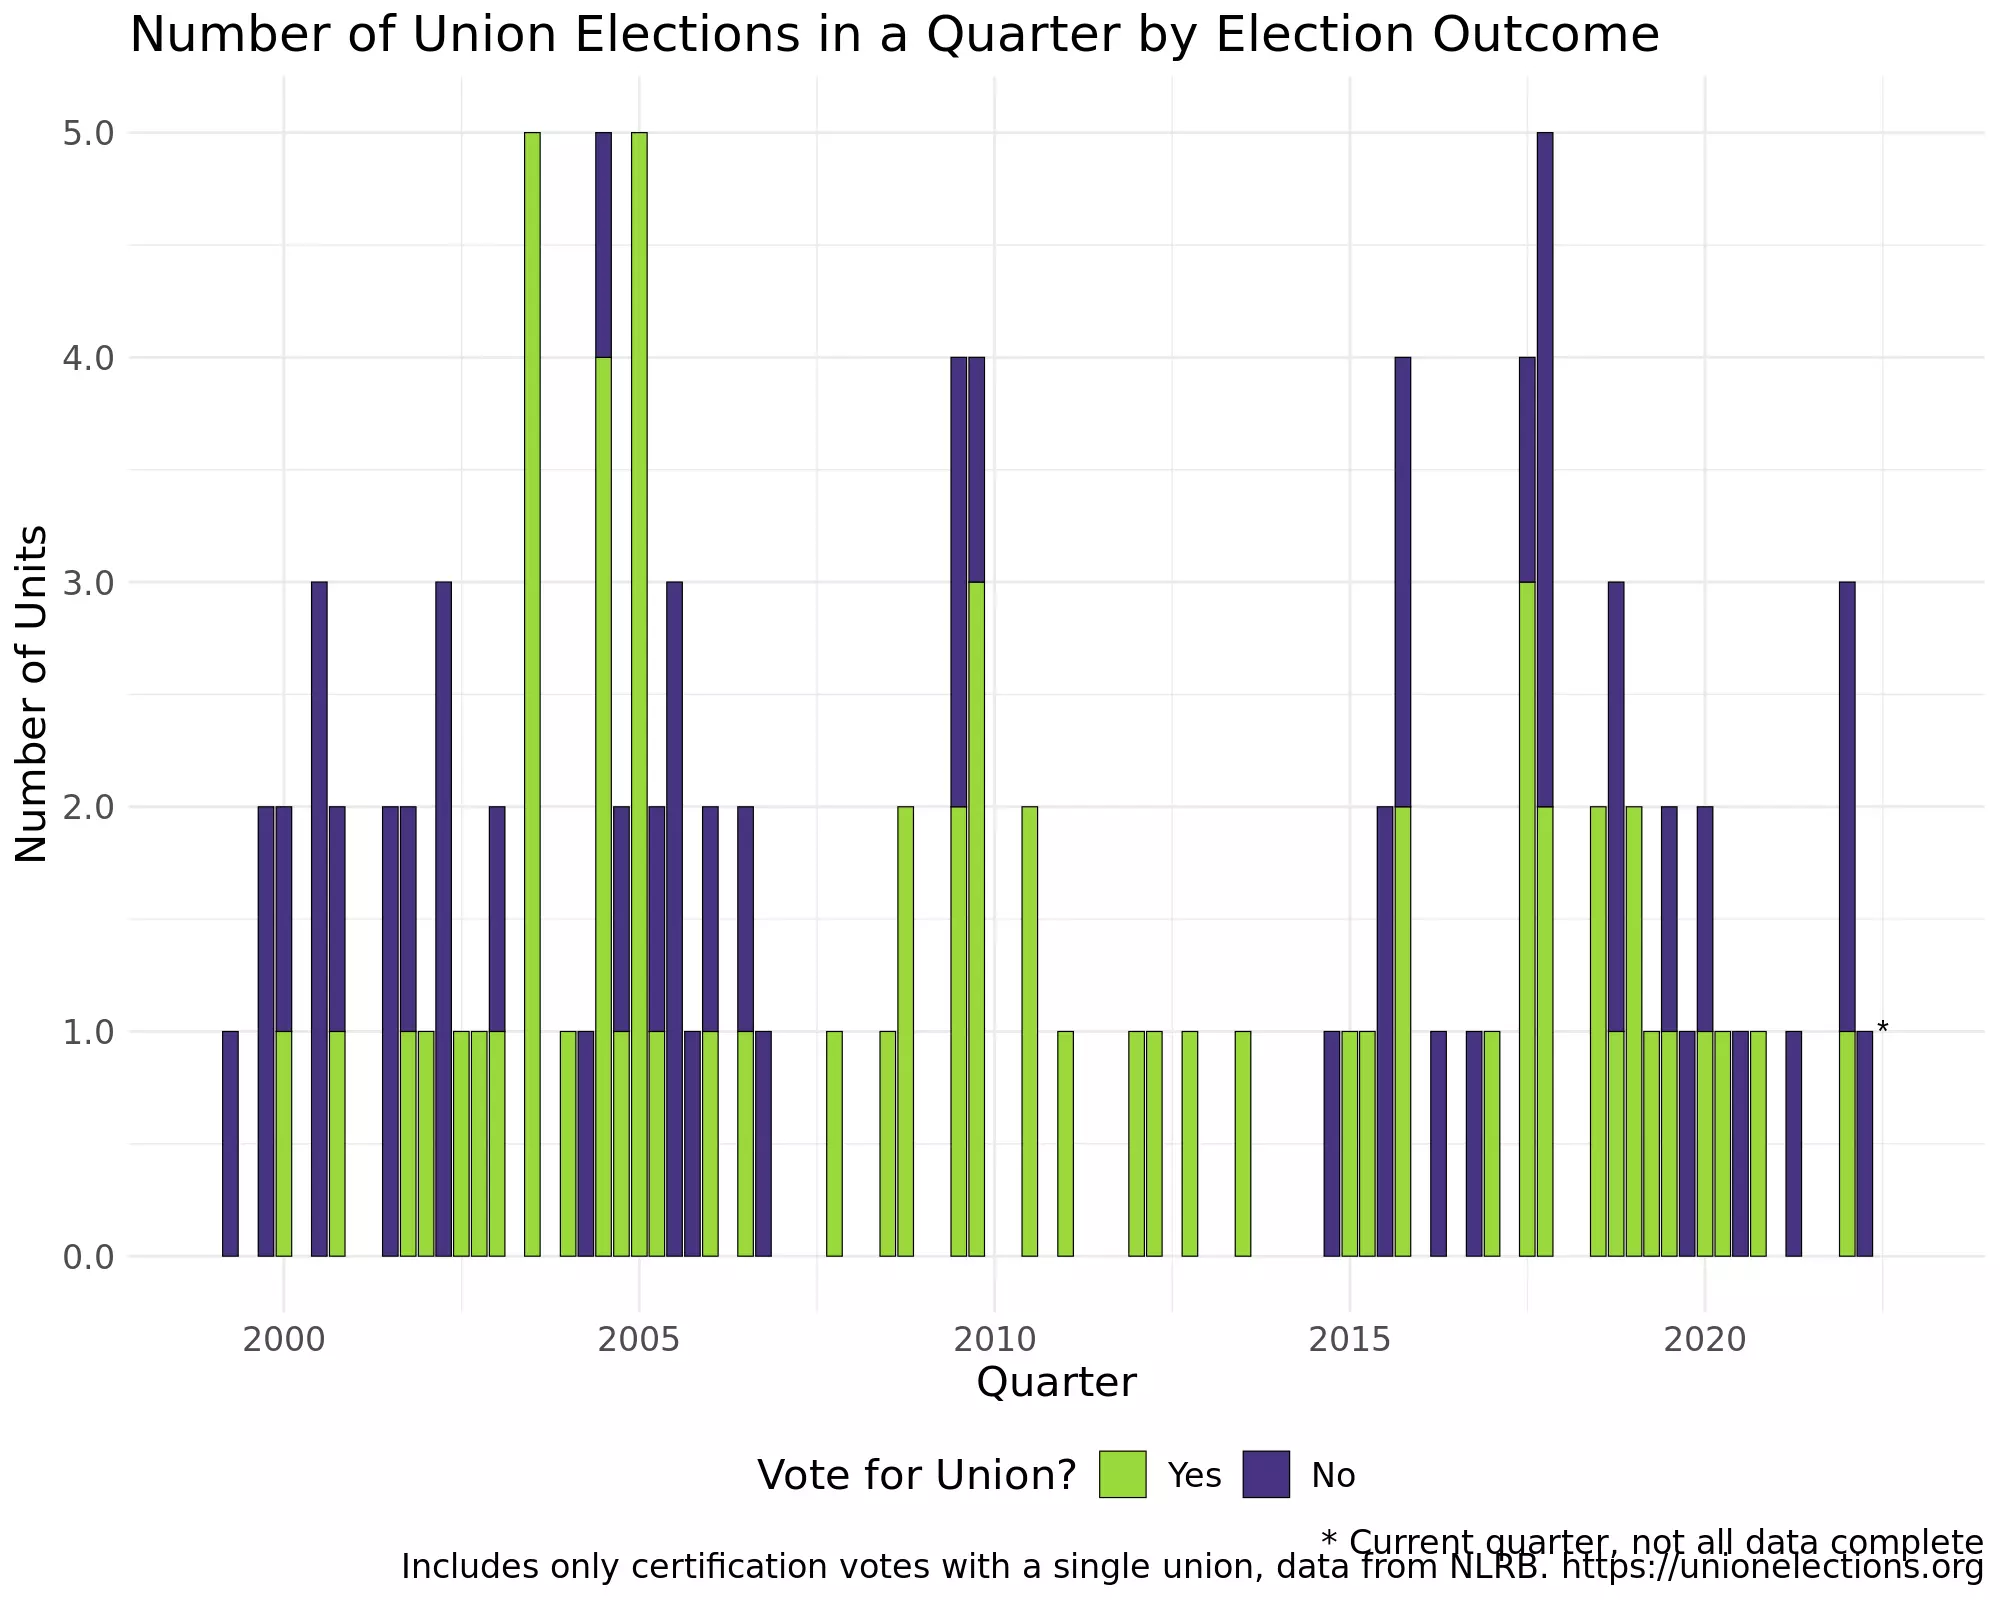 Number of Union Elections in a Quarter by Election Outcome
5.0
4.0
3.0
2.0
1.0
0.0
Number of Units
*
2000 2005 2010 2015 2020
Quarter
Vote for Union? Yes No
* Current quarter, not all data complete
Includes only certification votes with a single union, data from NLRB. https://unionelections.org